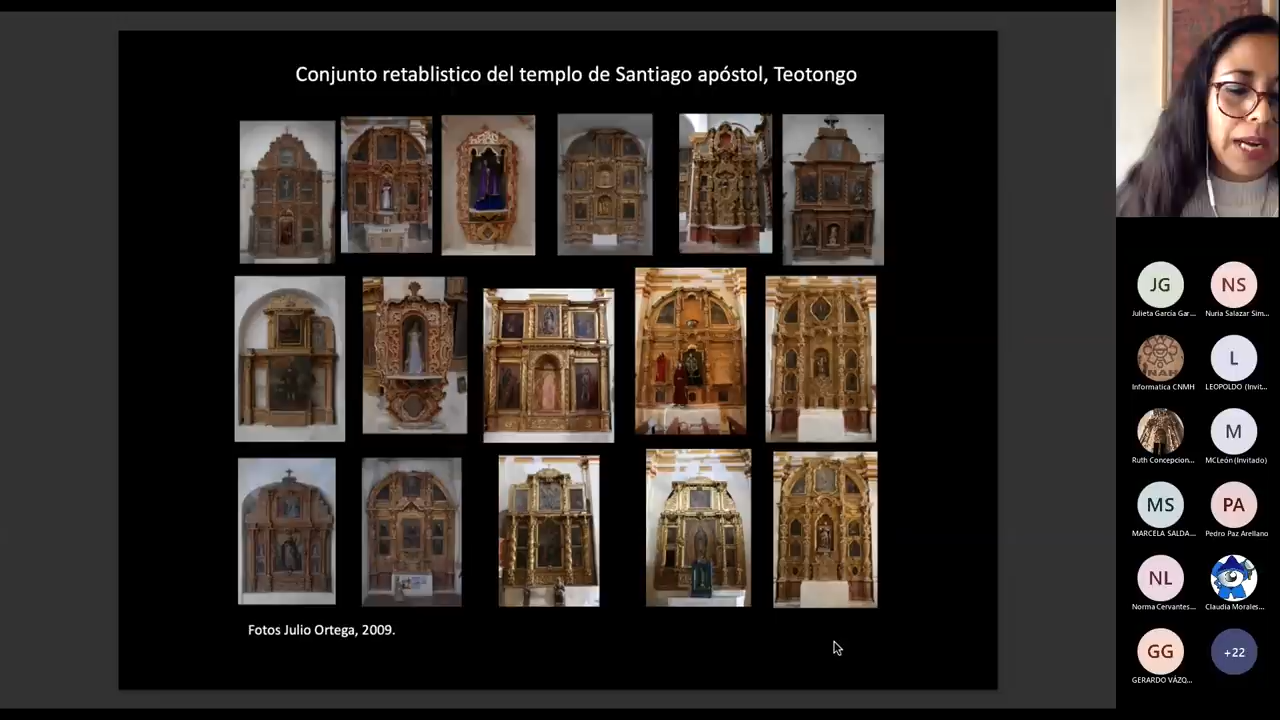 Conjunto retablistico del templo de Santiago apóstol, Teotongo
Fotos Julio Ortega, 2009.
JG
Julieta García Gar...
NS
Nuria Salazar Sim...
INAH
Informatica CNMH
L
LEOPOLDO (Invit...
Ruth Concepcion...
M
MCLeón (Invitado)
MS
MARCELA SALDA...
PA
Pedro Paz Arellano
NL
Norma Cervantes...
Claudia Morales...
GG
GERARDO VÁZQ...
+22